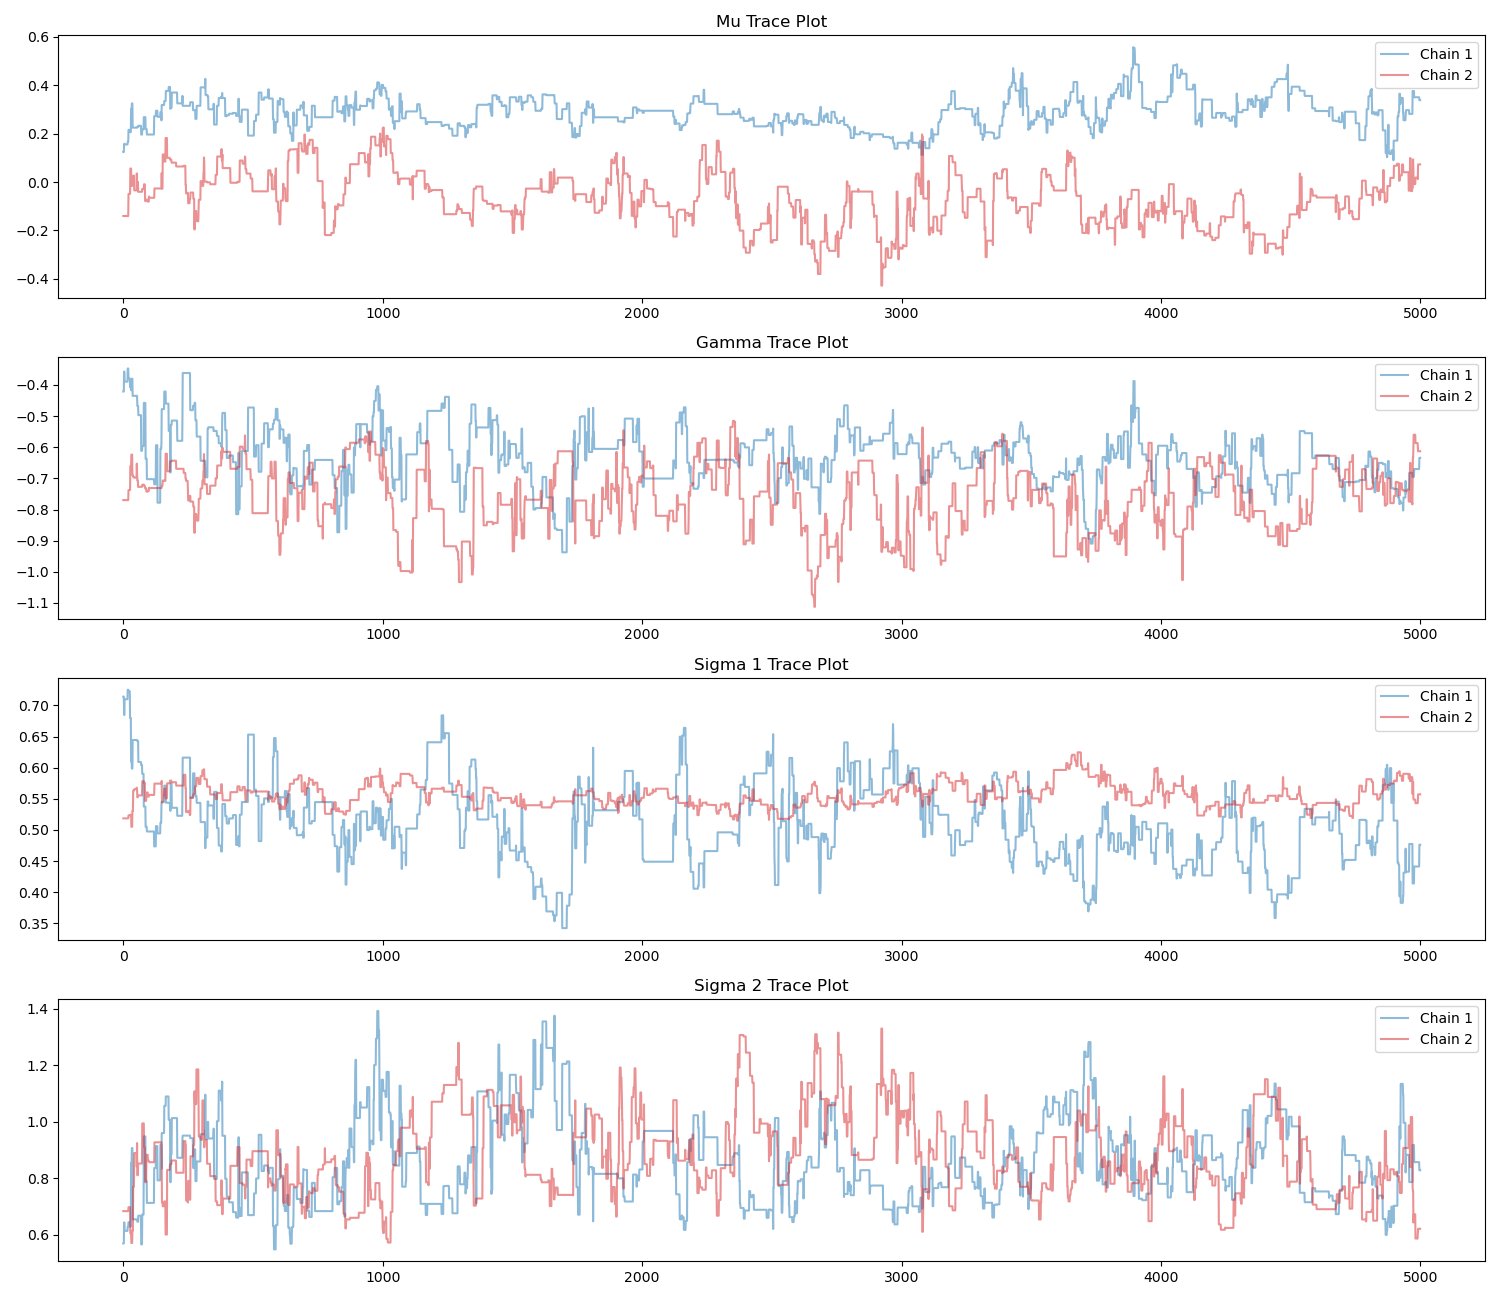 Mu Trace Plot
0.6
0.4
0.2
0.0
−0.2
−0.4
Chain 1
Chain 2
0 1000 2000 3000 4000 5000
Gamma Trace Plot
−0.4
−0.5
−0.6
−0.7
−0.8
−0.9
−1.0
−1.1
Chain 1
Chain 2
0 1000 2000 3000 4000 5000
Sigma 1 Trace Plot
0.70
0.65
0.60
0.55
0.50
0.45
0.40
0.35
Chain 1
Chain 2
0 1000 2000 3000 4000 5000
Sigma 2 Trace Plot
1.4
1.2
1.0
0.8
0.6
Chain 1
Chain 2
0 1000 2000 3000 4000 5000